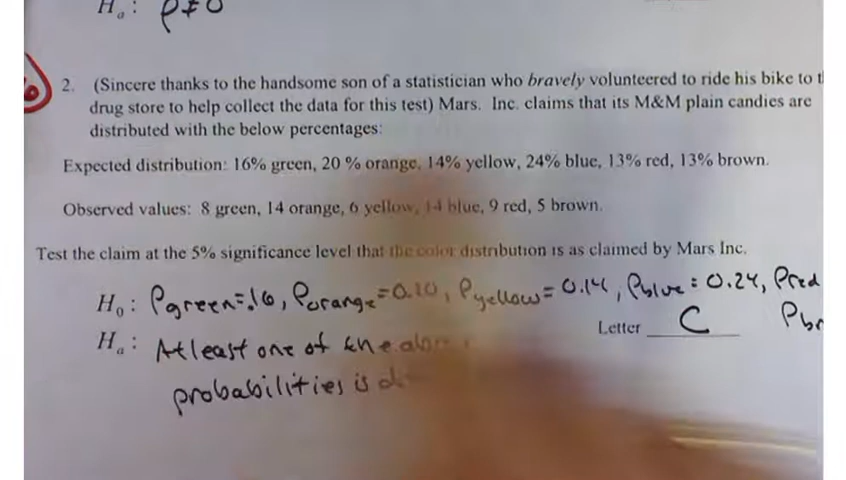 Hₐ: ρ≠0
2. (Sincere thanks to the handsome son of a statistician who bravely volunteered to ride his bike to
drug store to help collect the data for this test) Mars. Inc. claims that its M&M plain candies are
distributed with the below percentages:
Expected distribution: 16% green, 20 % orange, 14% yellow, 24% blue, 13% red, 13% brown.
Observed values: 8 green, 14 orange, 6 yellow, 14 blue, 9 red, 5 brown.
Test the claim at the 5% significance level that the color distribution is as claimed by Mars Inc.
H₀: Pgreen=.16, Porange=0.20, Pyellow=0.14, Pblue=0.24, Pred
Pbr
Letter C
Hₐ: At least one of the
probabilities is